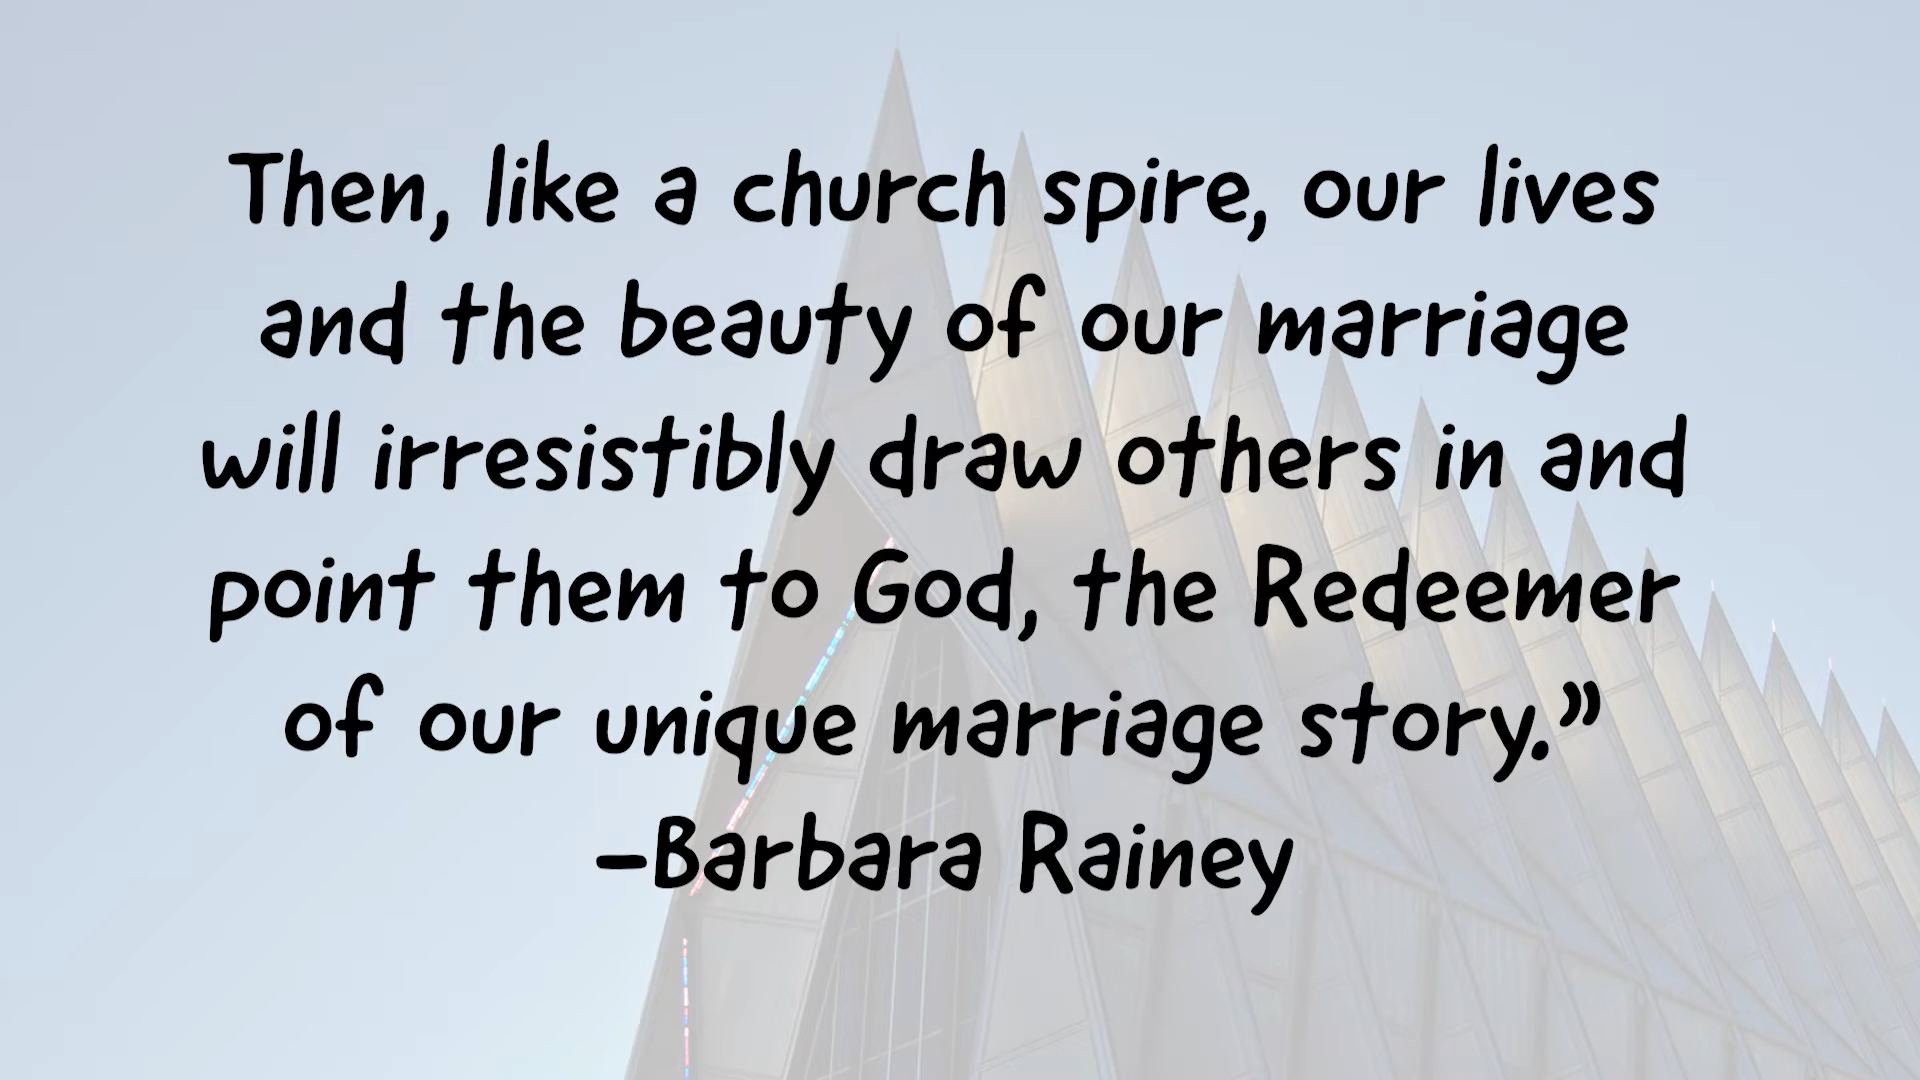 Then, like a church spire, our lives
and the beauty of our marriage
will irresistibly draw others in and
point them to God, the Redeemer
of our unique marriage story.”
–Barbara Rainey